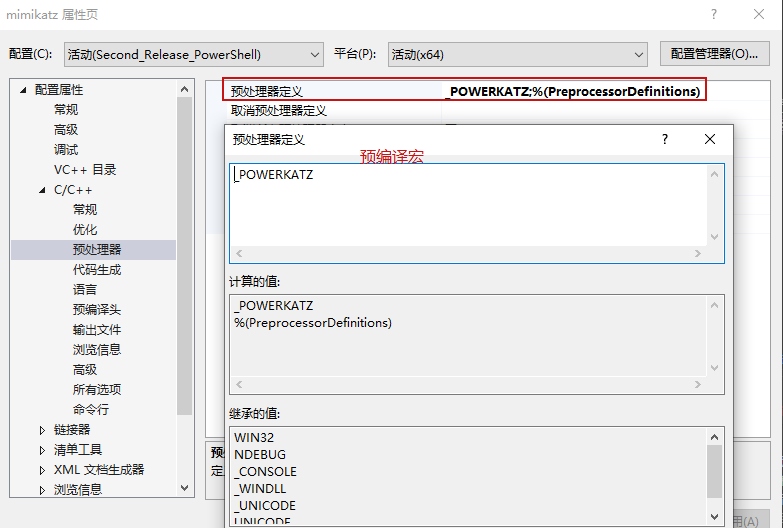 mimikatz 属性页
配置(C): 活动(Second_Release_PowerShell) 平台(P): 活动(x64) 配置管理器(O)...
配置属性
常规
高级
调试
VC++ 目录
C/C++
常规
优化
预处理器
代码生成
语言
预编译头
输出文件
浏览信息
高级
所有选项
命令行
链接器
清单工具
XML 文档生成器
浏览信息
预处理器定义 _POWERKATZ;%(PreprocessorDefinitions)
取消预处理器定义
预处理器定义
预编译宏
_POWERKATZ
计算的值:
_POWERKATZ
%(PreprocessorDefinitions)
继承的值:
WIN32
NDEBUG
_CONSOLE
_WINDLL
_UNICODE
UNICODE
预
定
用(A)